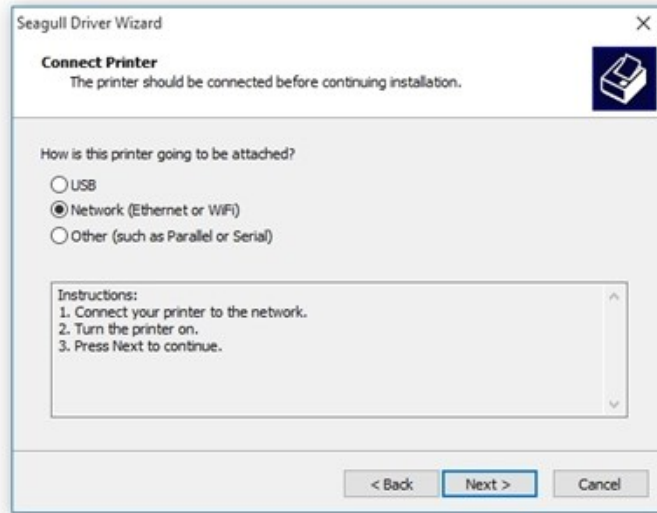 Seagull Driver Wizard
Connect Printer
The printer should be connected before continuing installation.
How is this printer going to be attached?
USB
Network (Ethernet or WiFi)
Other (such as Parallel or Serial)
Instructions:
1. Connect your printer to the network.
2. Turn the printer on.
3. Press Next to continue.
< Back Next > Cancel